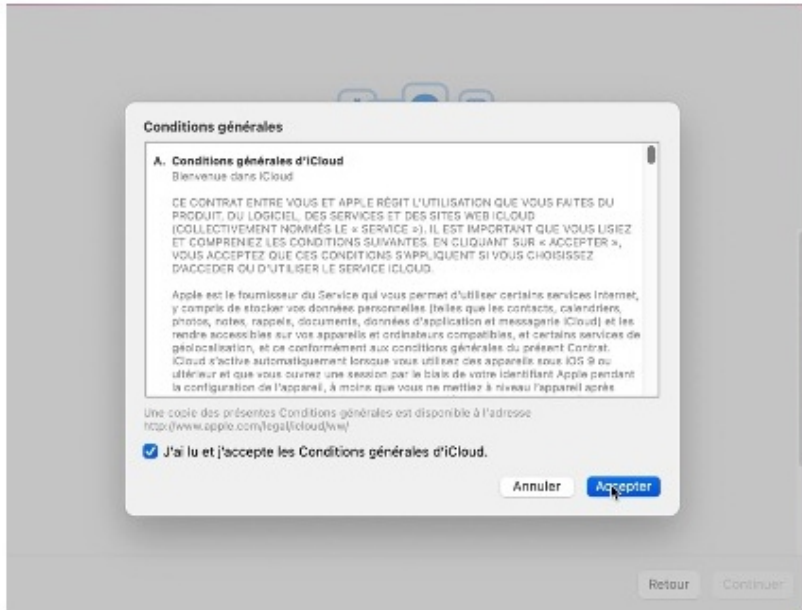 Conditions générales
A. Conditions générales d'iCloud
Bienvenue dans iCloud
CE CONTRAT ENTRE VOUS ET APPLE RÉGIT L'UTILISATION QUE VOUS FAITES DU
PRODUIT, DU LOGICIEL, DES SERVICES ET DES SITES WEB ICLOUD
(COLLECTIVEMENT NOMMÉS LE « SERVICE »). IL EST IMPORTANT QUE VOUS LISIEZ
ET COMPRENIEZ LES CONDITIONS SUIVANTES. EN CLIQUANT SUR « ACCEPTER »,
VOUS ACCEPTEZ QUE CES CONDITIONS S'APPLIQUENT SI VOUS CHOISISSEZ
D'ACCEDER OU D'UTILISER LE SERVICE ICLOUD.
Apple est le fournisseur du Service qui vous permet d'utiliser certains services Internet,
y compris de stocker vos données personnelles (telles que les contacts, calendriers,
photos, notes, rappels, documents, données d'application et messagerie iCloud) et les
rendre accessibles sur vos appareils et ordinateurs compatibles, et certains services de
géolocalisation, et ce conformément aux conditions générales du présent Contrat.
iCloud s'active automatiquement lorsque vous utilisez des appareils sous iOS 9 ou
ultérieur et que vous ouvrez une session par le biais de votre identifiant Apple pendant
la configuration de l'appareil, à moins que vous ne mettiez à niveau l'appareil après
Une copie des présentes Conditions générales est disponible à l'adresse
http://www.apple.com/legal/icloud/ww/
J'ai lu et j'accepte les Conditions générales d'iCloud.
Annuler
Accepter
Retour
Continuer